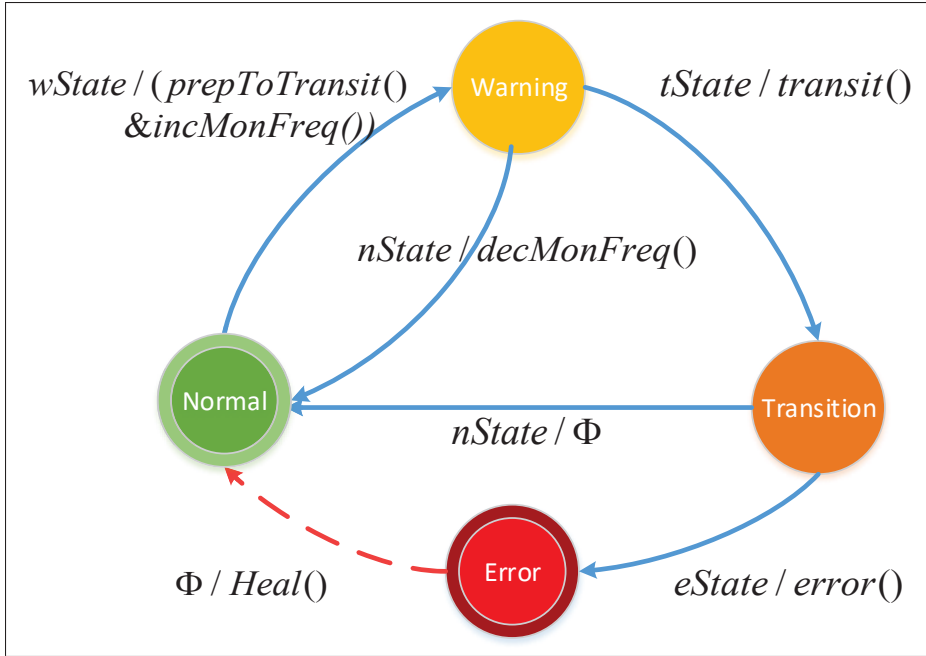 Warning
wState / ( prepToTransit()
&incMonFreq())
tState / transit()
nState / decMonFreq()
Normal
Transition
nState / Φ
Error
Φ / Heal()
eState / error()